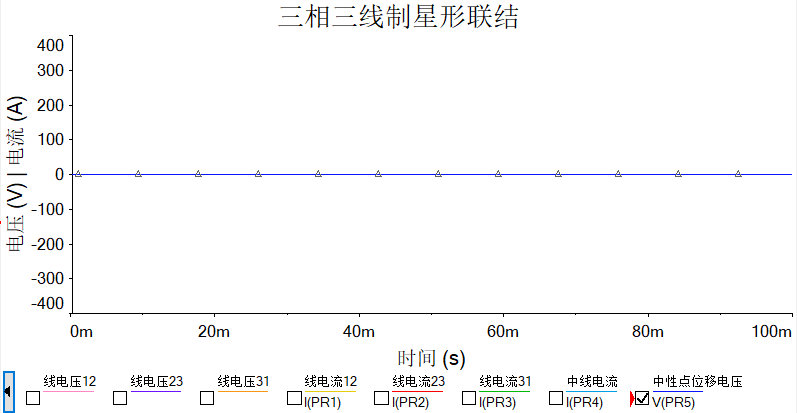 三相三线制星形联结
电压 (V) | 电流 (A)
400
300
200
100
0
-100
-200
-300
-400
0m 20m 40m 60m 80m 100m
时间 (s)
线电压12 线电压23 线电压31 线电流12 线电流23 线电流31 中线电流 中性点位移电压
I(PR1) I(PR2) I(PR3) I(PR4) V(PR5)